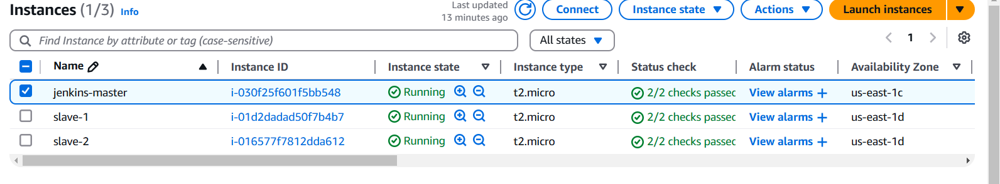 Instances (1/3) Info
Last updated
13 minutes ago
Connect
Instance state
Actions
Launch instances
Find Instance by attribute or tag (case-sensitive)
All states
1
Name Instance ID Instance state Instance type Status check Alarm status Availability Zone
jenkins-master i-030f25f601f5bb548 Running t2.micro 2/2 checks passec View alarms + us-east-1c
slave-1 i-01d2dadad50f7b4b7 Running t2.micro 2/2 checks passec View alarms + us-east-1d
slave-2 i-016577f7812dda612 Running t2.micro 2/2 checks passec View alarms + us-east-1d